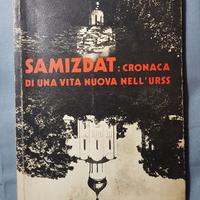 SAMIZDAT: CRONACA
DI UNA VITA NUOVA NELL'URSS